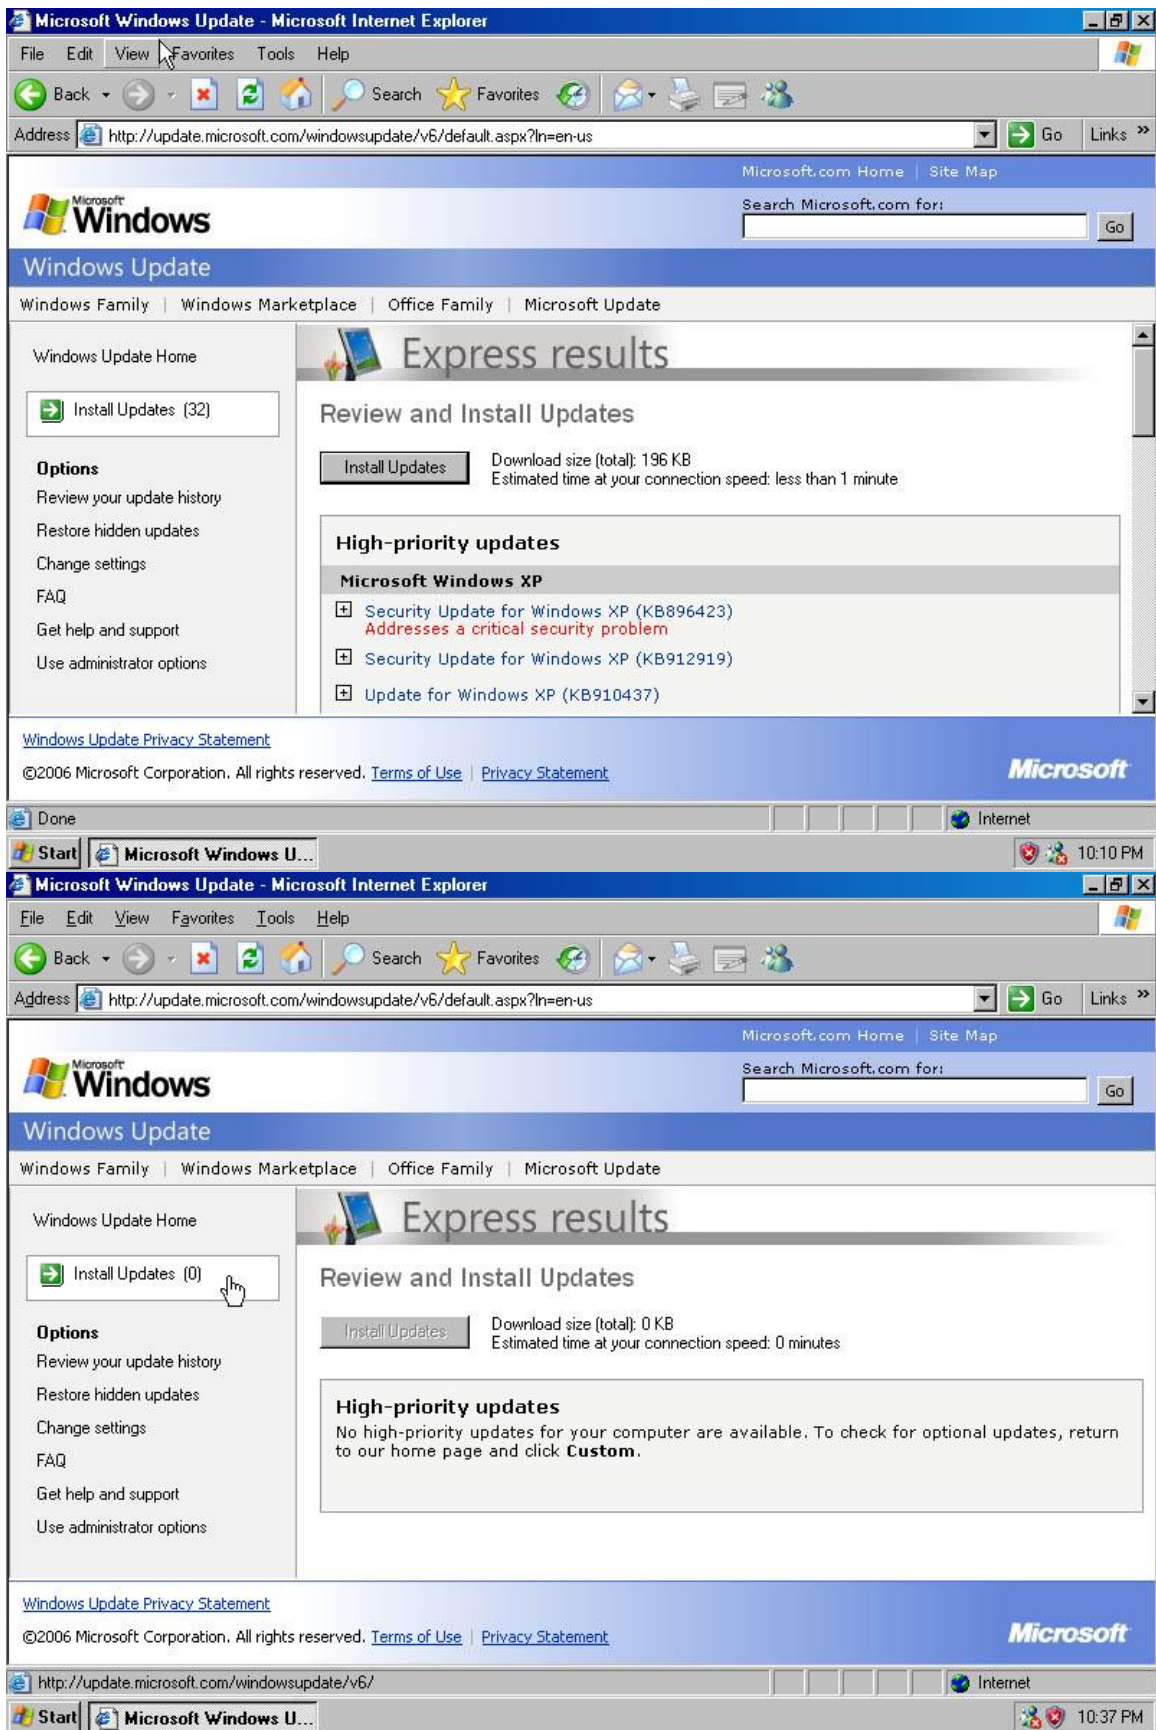 Microsoft Windows Update - Microsoft Internet Explorer
File Edit View Favorites Tools Help
Back Search Favorites
Address http://update.microsoft.com/windowsupdate/v6/default.aspx?ln=en-us Go Links »
Microsoft.com Home | Site Map
Microsoft
Windows
Search Microsoft.com for:
Go
Windows Update
Windows Family | Windows Marketplace | Office Family | Microsoft Update
Windows Update Home
Install Updates (32)
Options
Review your update history
Restore hidden updates
Change settings
FAQ
Get help and support
Use administrator options
Express results
Review and Install Updates
Install Updates
Download size (total): 196 KB
Estimated time at your connection speed: less than 1 minute
High-priority updates
Microsoft Windows XP
Security Update for Windows XP (KB896423)
Addresses a critical security problem
Security Update for Windows XP (KB912919)
Update for Windows XP (KB910437)
Windows Update Privacy Statement
©2006 Microsoft Corporation. All rights reserved. Terms of Use | Privacy Statement
Microsoft
Done
Internet
Start Microsoft Windows U... 10:10 PM
Microsoft Windows Update - Microsoft Internet Explorer
File Edit View Favorites Tools Help
Back Search Favorites
Address http://update.microsoft.com/windowsupdate/v6/default.aspx?ln=en-us Go Links »
Microsoft.com Home | Site Map
Microsoft
Windows
Search Microsoft.com for:
Go
Windows Update
Windows Family | Windows Marketplace | Office Family | Microsoft Update
Windows Update Home
Install Updates (0)
Options
Review your update history
Restore hidden updates
Change settings
FAQ
Get help and support
Use administrator options
Express results
Review and Install Updates
Install Updates
Download size (total): 0 KB
Estimated time at your connection speed: 0 minutes
High-priority updates
No high-priority updates for your computer are available. To check for optional updates, return
to our home page and click Custom.
Windows Update Privacy Statement
©2006 Microsoft Corporation. All rights reserved. Terms of Use | Privacy Statement
Microsoft
http://update.microsoft.com/windowsupdate/v6/
Internet
Start Microsoft Windows U... 10:37 PM